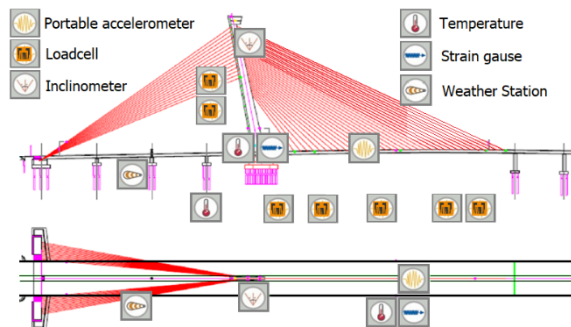 Portable accelerometer
Temperature
Loadcell
Strain gause
Inclinometer
Weather Station